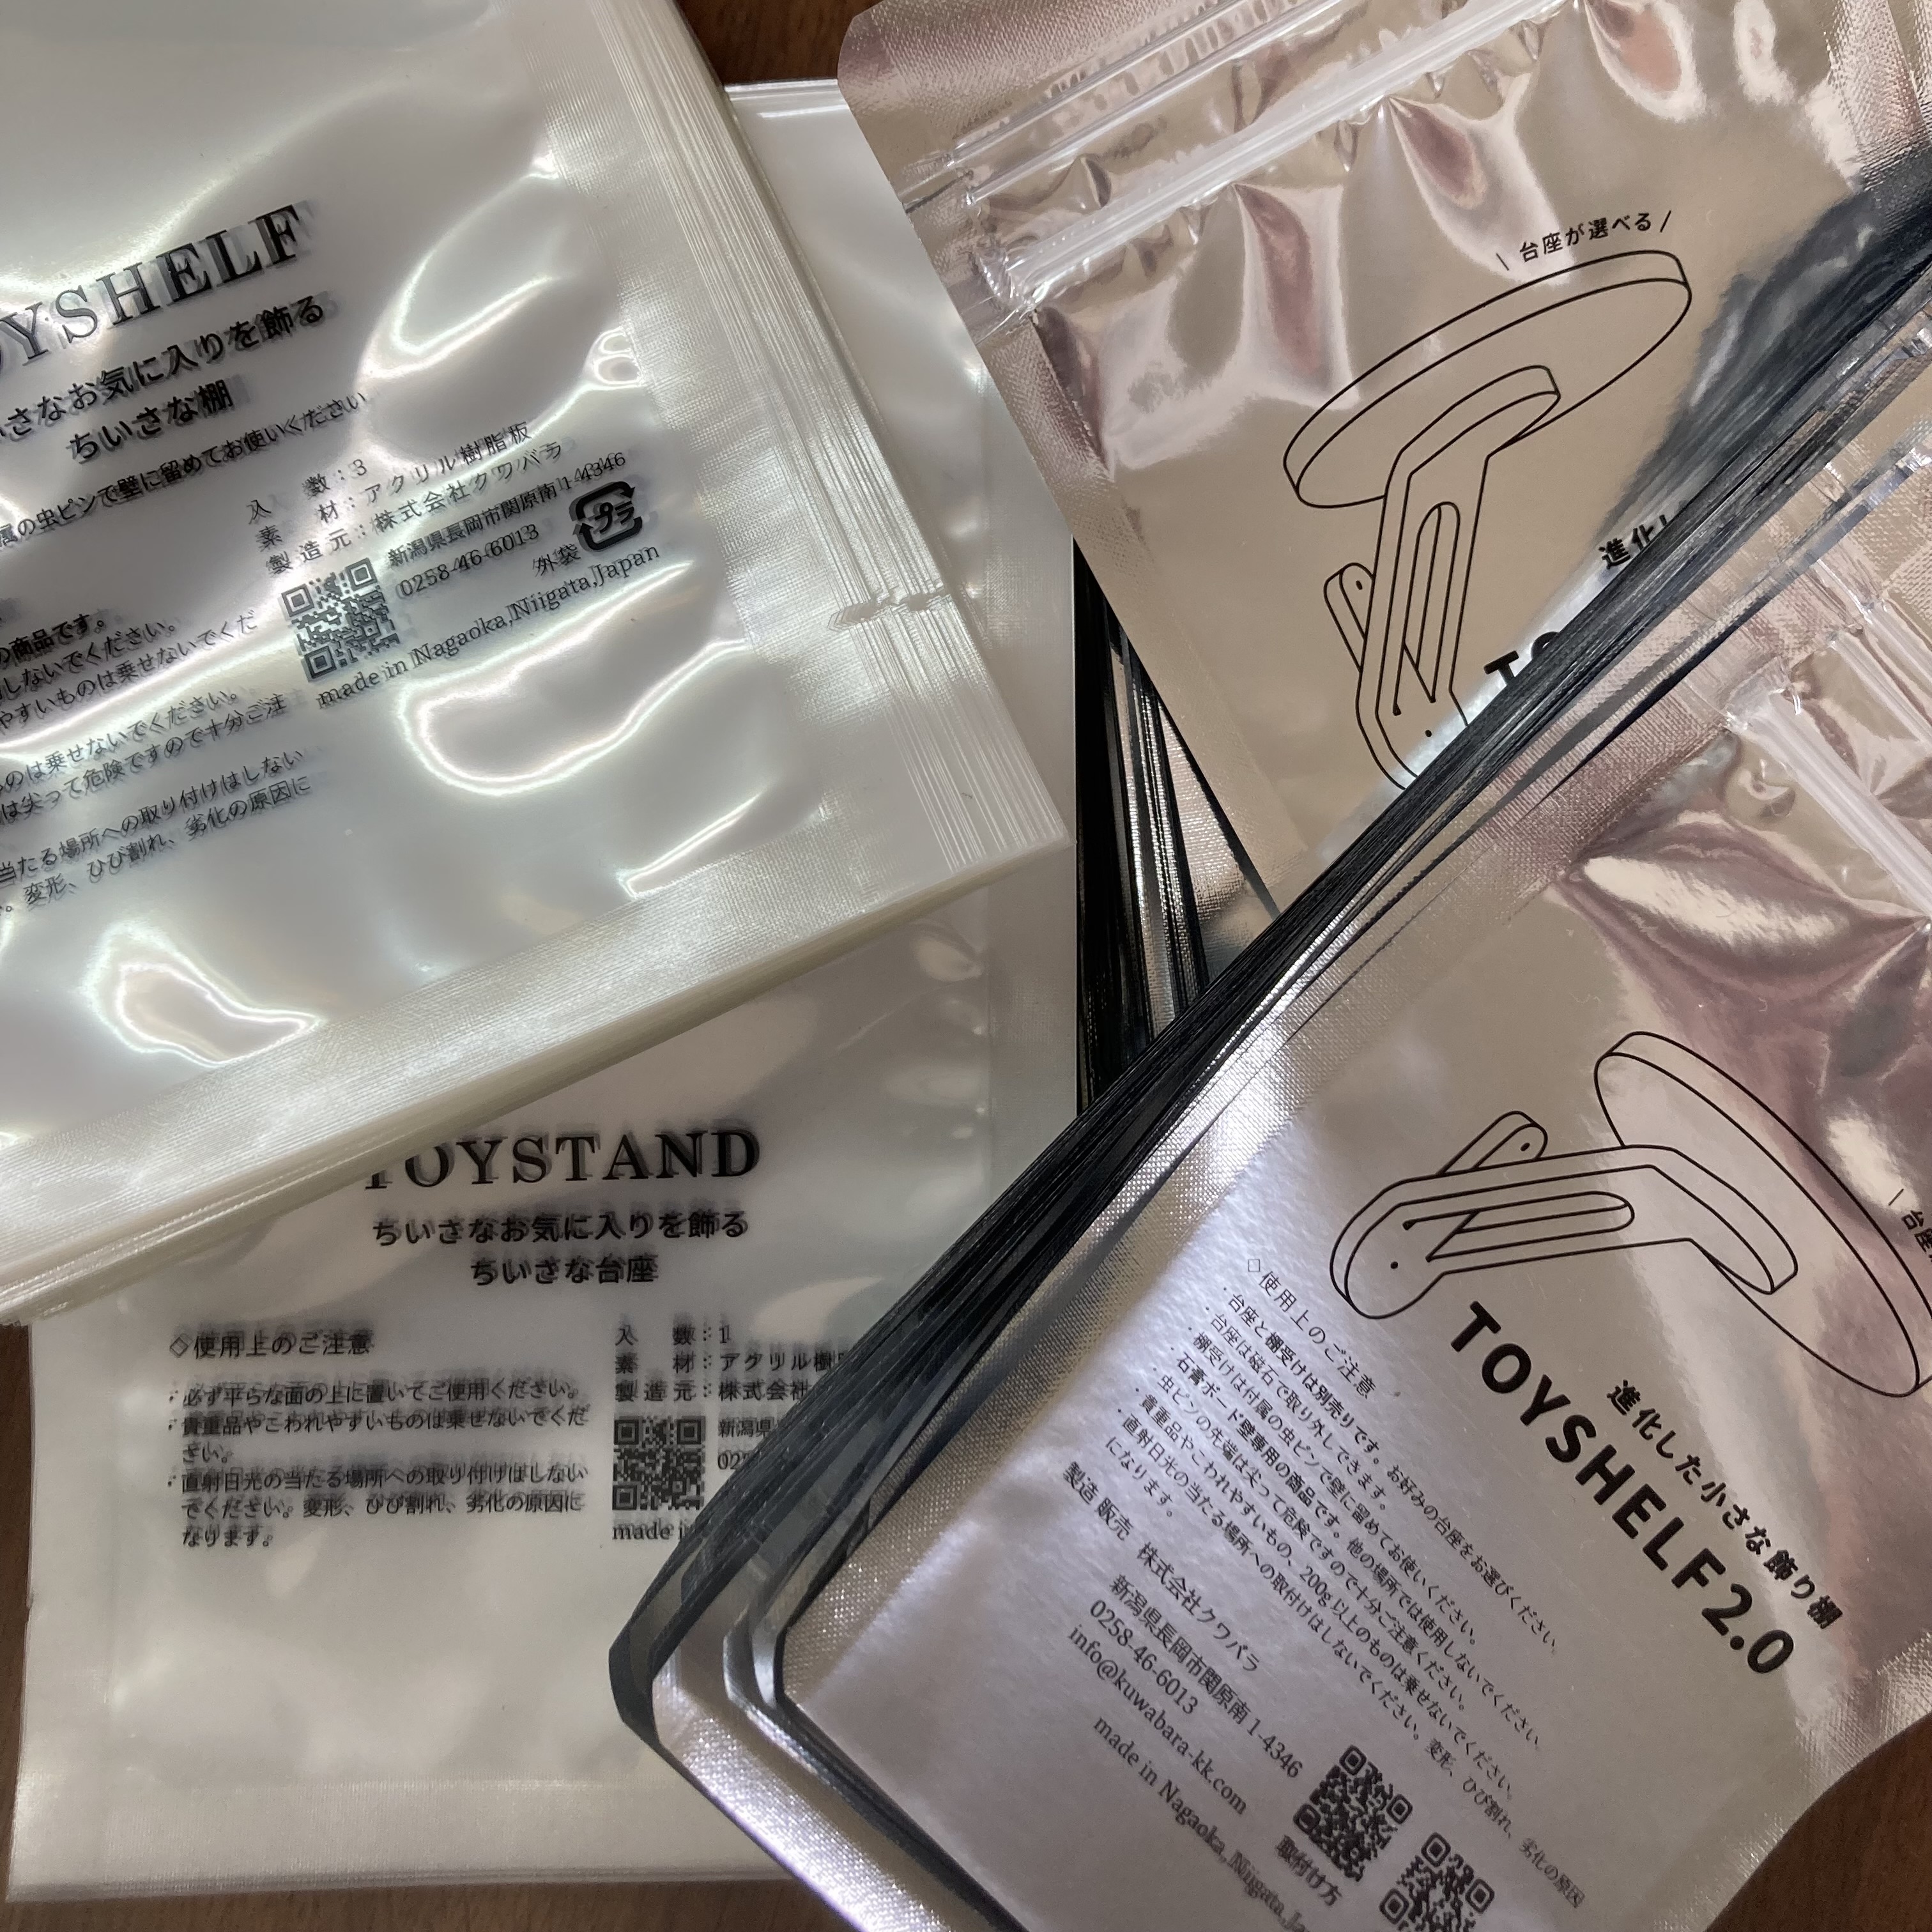 OYSHELF
さなお気に入りを飾る
ちいさな棚
属の虫ピンで壁に留めてお使いください
入 数：3
素 材：アクリル樹脂板
製造元：株式会社クワバラ
新潟県長岡市関原南1-4346
0258-46-6013
外袋
プラ
made in Nagaoka,Niigata,Japan
の商品です。
しないでください。
やすいものは乗せないでくだ
のは乗せないでください。
は尖って危険ですので十分ご注
当たる場所への取り付けはしない
。変形、ひび割れ、劣化の原因に
TOYSTAND
ちいさなお気に入りを飾る
ちいさな台座
◇使用上のご注意
・必ず平らな面の上に置いてご使用ください。
・貴重品やこわれやすいものは乗せないでくだ
さい。
・直射日光の当たる場所への取り付けはしない
でください。変形、ひび割れ、劣化の原因に
なります。
入 数：1
素 材：アクリル樹
製造元：株式会社
新潟県
025
made i
\ 台座が選べる /
進化し
TO
\ 台座
進化した小さな飾り棚
TOYSHELF2.0
◇使用上のご注意
・台座と棚受けは別売りです。お好みの台座をお選びください。
・台座は磁石で取り外しできます。
・棚受けは付属の虫ピンで壁に留めてお使いください。
・石膏ボード壁専用の商品です。他の場所では使用しないでください。
・虫ピンの先端は尖って危険ですので十分ご注意ください。
・貴重品やこわれやすいもの、200g以上のものは乗せないでください。
・直射日光の当たる場所への取付けはしないでください。変形、ひび割れ、劣化の原因
になります。
製造 販売 株式会社クワバラ
新潟県長岡市関原南 1-4346
0258-46-6013
info@kuwabara-kk.com
made in Nagaoka, Niigata,Ja
取付け方